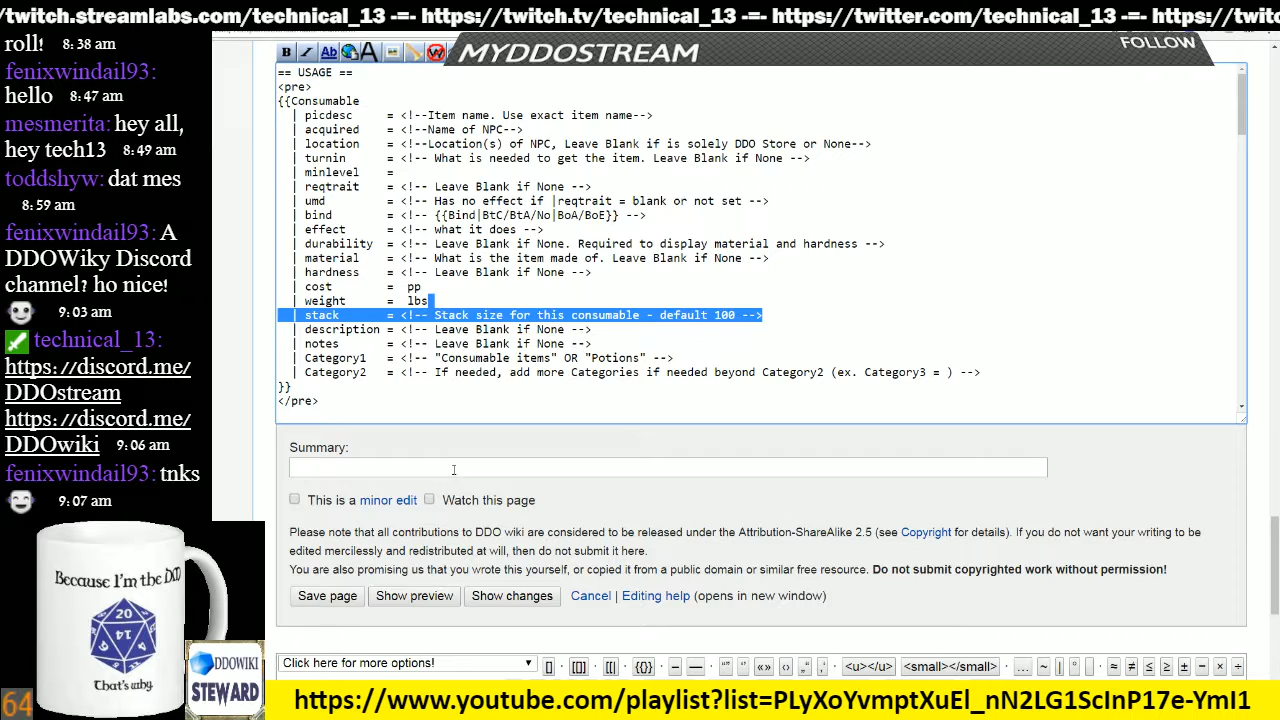 /twitch.streamlabs.com/technical_13 -=- https://twitch.tv/technical_13 -=- https://twitter.com/technical_13 -=- https://twitc
roll! 8:38 am
fenixwindail93:
hello 8:47 am
mesmerita: hey all,
hey tech13 8:49 am
toddshyw: dat mes
8:59 am
fenixwindail93: A
DDOWiky Discord
channel? ho nice!
9:03 am
technical_13:
https://discord.me/
DDOstream
https://discord.me/
DDOwiki 9:06 am
fenixwindail93: tnks
9:07 am
Because I'm the DDO
20
14
That's why.
DDOWIKI
STEWARD
64
MYDDOSTREAM
FOLLOW
B I Ab A W
== USAGE ==
<pre>
{{Consumable
| picdesc = <!--Item name. Use exact item name-->
| acquired = <!--Name of NPC-->
| location = <!--Location(s) of NPC, Leave Blank if is solely DDO Store or None-->
| turnin = <!-- What is needed to get the item. Leave Blank if None -->
| minlevel =
| reqtrait = <!-- Leave Blank if None -->
| umd = <!-- Has no effect if |reqtrait = blank or not set -->
| bind = <!-- {{Bind|BtC/BtA/No|BoA/BoE}} -->
| effect = <!-- what it does -->
| durability = <!-- Leave Blank if None. Required to display material and hardness -->
| material = <!-- What is the item made of. Leave Blank if None -->
| hardness = <!-- Leave Blank if None -->
| cost = pp
| weight = lbs
| stack = <!-- Stack size for this consumable - default 100 -->
| description = <!-- Leave Blank if None -->
| notes = <!-- Leave Blank if None -->
| Category1 = <!-- "Consumable items" OR "Potions" -->
| Category2 = <!-- If needed, add more Categories if needed beyond Category2 (ex. Category3 = ) -->
}}
</pre>
Summary:
This is a minor edit Watch this page
Please note that all contributions to DDO wiki are considered to be released under the Attribution-ShareAlike 2.5 (see Copyright for details). If you do not want your writing to be
edited mercilessly and redistributed at will, then do not submit it here.
You are also promising us that you wrote this yourself, or copied it from a public domain or similar free resource. Do not submit copyrighted work without permission!
Save page Show preview Show changes Cancel | Editing help (opens in new window)
Click here for more options! [] · [[]] · [[| · {{}} · – — · “” ‘’ «» ‹› „“ ‚‘ · <u></u> · <small></small> · … ~ | ° · ≈ ≠ ≤ ≥ ± − × ÷
https://www.youtube.com/playlist?list=PLyXoYvmptXuEl_nN2LG1ScInP17e-YmI1